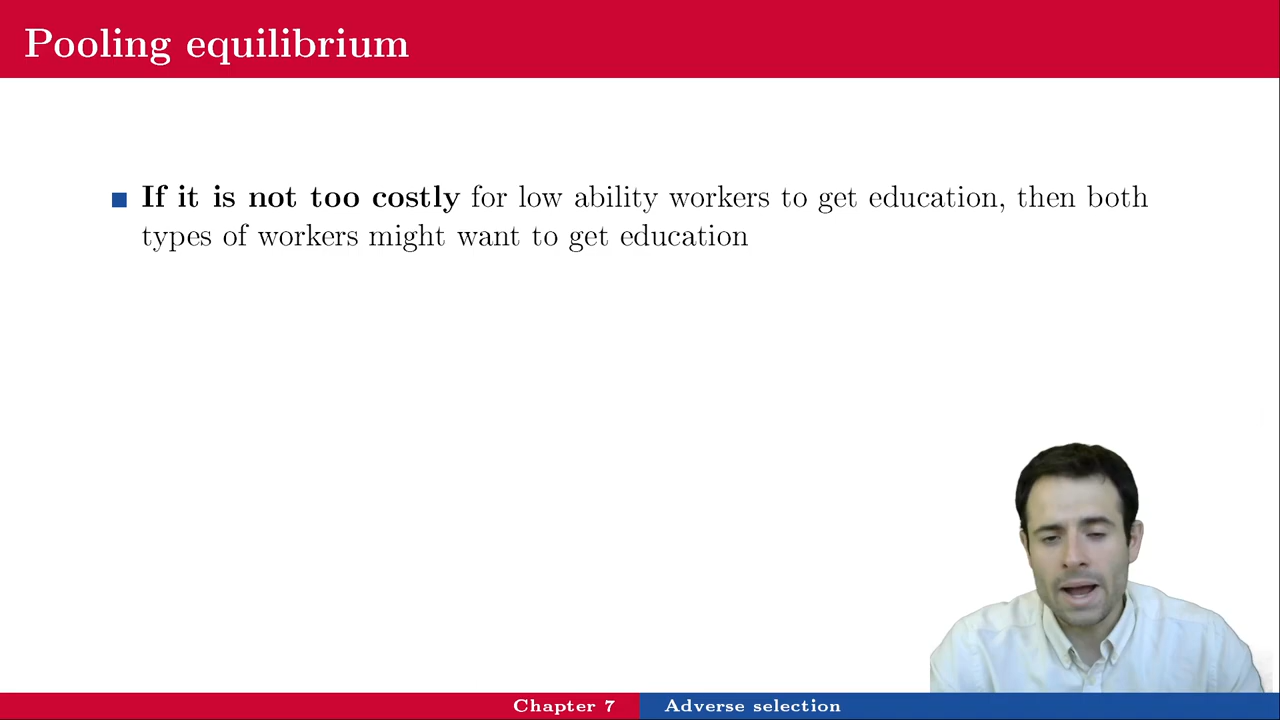 Pooling equilibrium
If it is not too costly for low ability workers to get education, then both
types of workers might want to get education
Chapter 7
Adverse selection